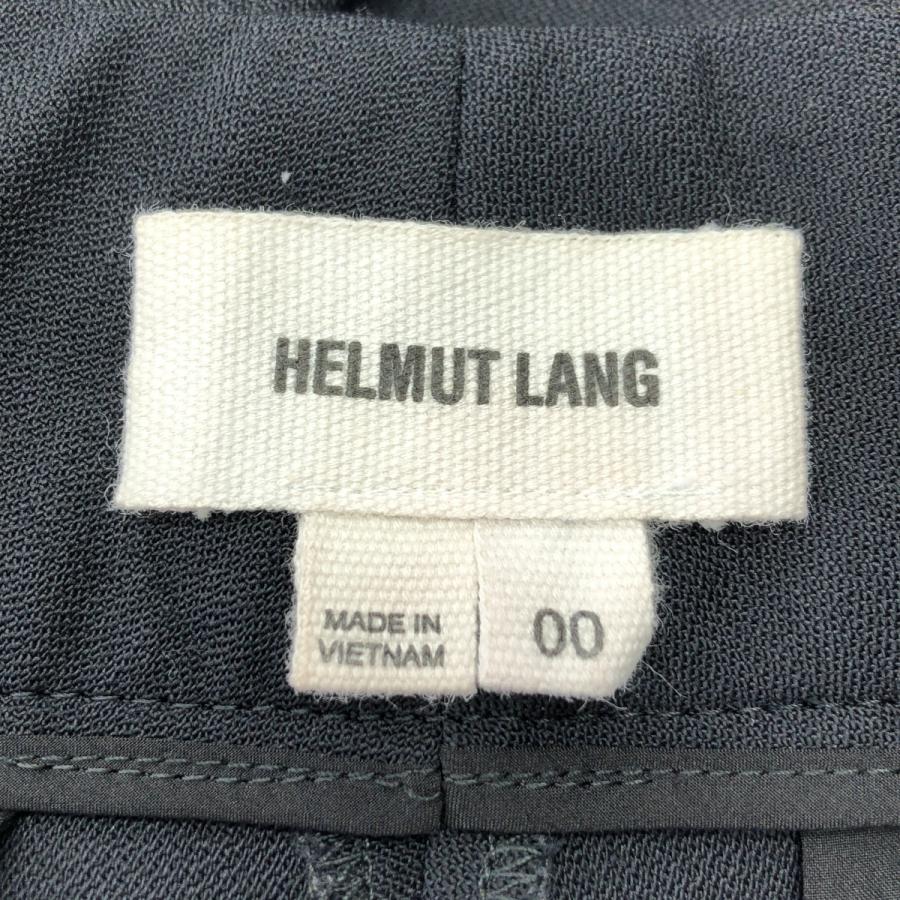 HELMUT LANG
MADE IN
VIETNAM
00